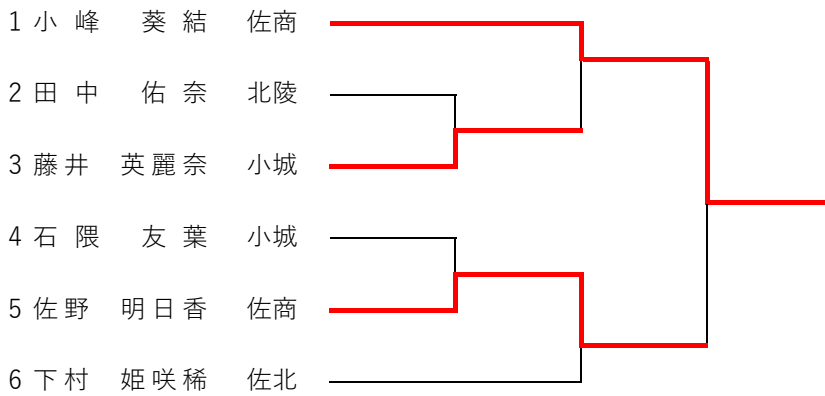 1 小峰 葵結 佐商
2 田中 佑奈 北陵
3 藤井 英麗奈 小城
4 石隈 友葉 小城
5 佐野 明日香 佐商
6 下村 姫咲稀 佐北